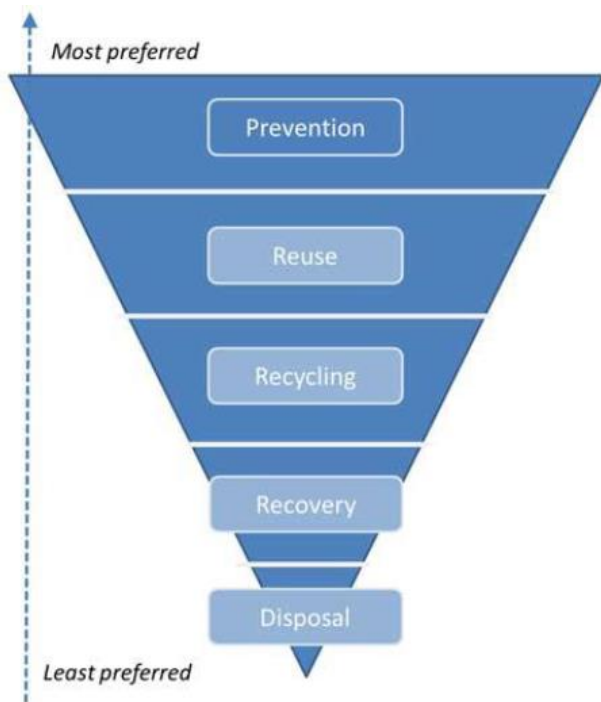 Most preferred
Prevention
Reuse
Recycling
Recovery
Disposal
Least preferred